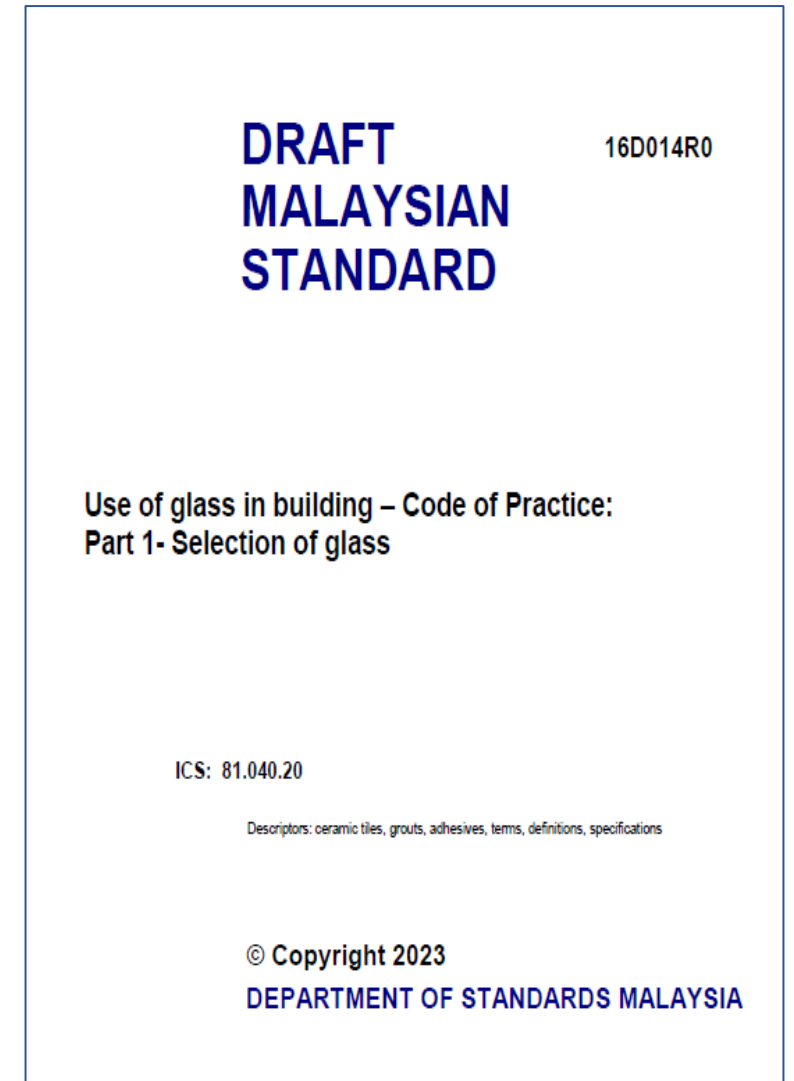 DRAFT
MALAYSIAN
STANDARD
16D014R0
Use of glass in building – Code of Practice:
Part 1- Selection of glass
ICS: 81.040.20
Descriptors: ceramic tiles, grouts, adhesives, terms, definitions, specifications
© Copyright 2023
DEPARTMENT OF STANDARDS MALAYSIA